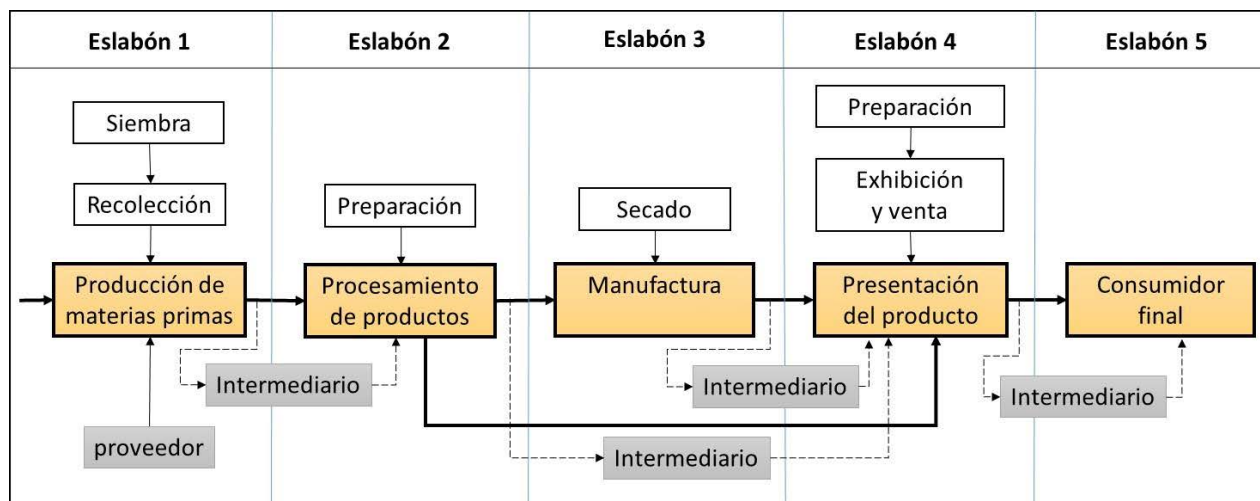 Eslabón 1
Eslabón 2
Eslabón 3
Eslabón 4
Eslabón 5
Siembra
Recolección
Preparación
Secado
Preparación
Exhibición
y venta
Producción de
materias primas
Procesamiento
de productos
Manufactura
Presentación
del producto
Consumidor
final
Intermediario
Intermediario
Intermediario
proveedor
Intermediario